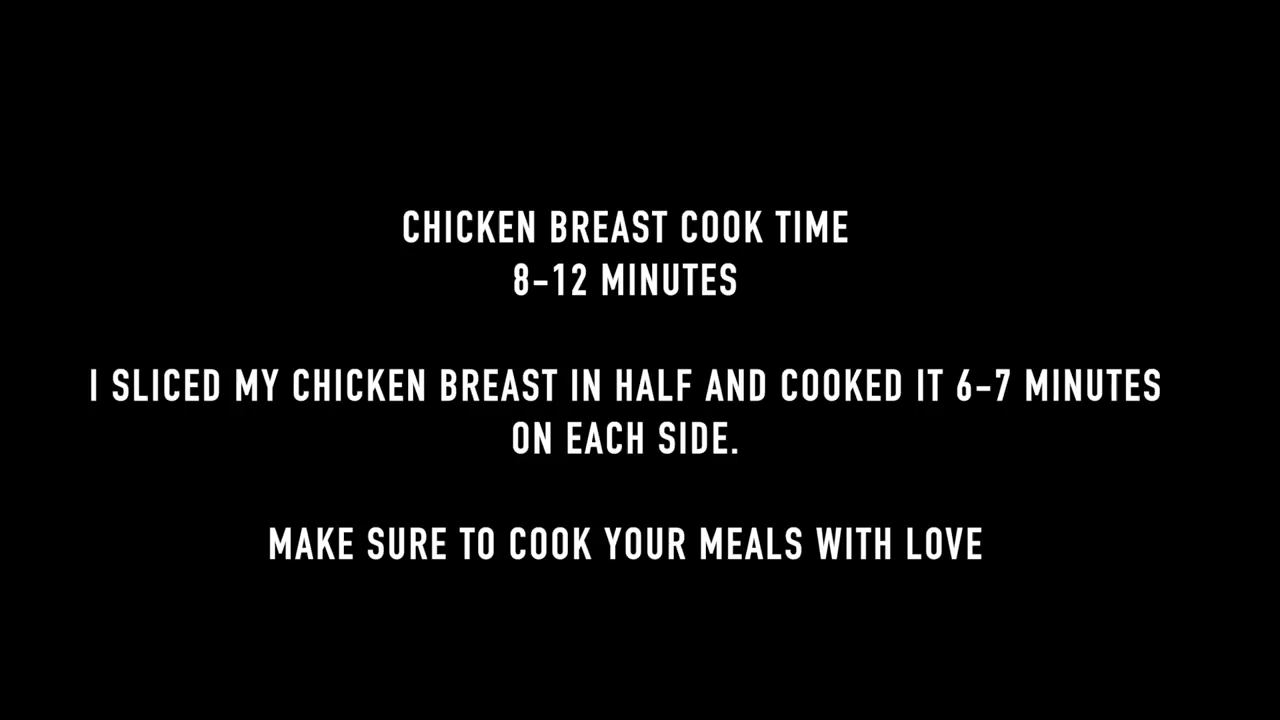 CHICKEN BREAST COOK TIME
8-12 MINUTES
I SLICED MY CHICKEN BREAST IN HALF AND COOKED IT 6-7 MINUTES
ON EACH SIDE.
MAKE SURE TO COOK YOUR MEALS WITH LOVE